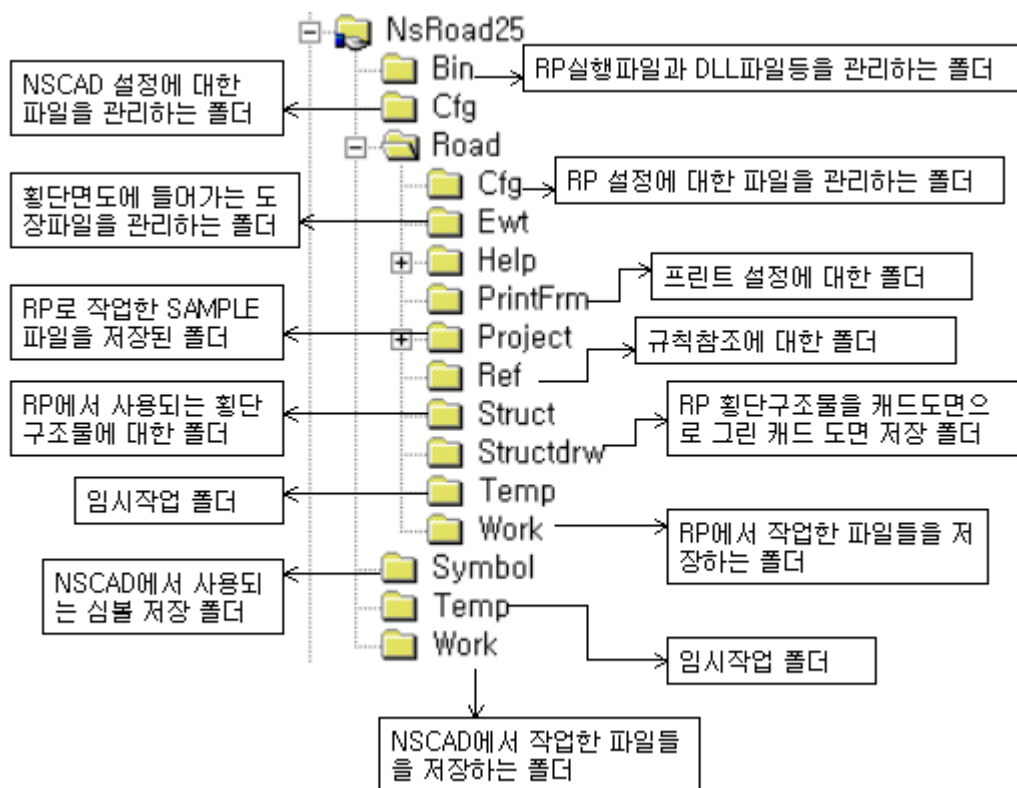 NsRoad25
Bin
RP실행파일과 DLL파일등을 관리하는 폴더
NSCAD 설정에 대한
파일을 관리하는 폴더
Cfg
Road
Cfg
RP 설정에 대한 파일을 관리하는 폴더
횡단면도에 들어가는 도
장파일을 관리하는 폴더
Ewt
Help
프린트 설정에 대한 폴더
PrintFrm
RP로 작업한 SAMPLE
파일을 저장된 폴더
Project
규칙참조에 대한 폴더
Ref
RP에서 사용되는 횡단
구조물에 대한 폴더
Struct
RP 횡단구조물을 캐드도면으
로 그린 캐드 도면 저장 폴더
Structdrw
임시작업 폴더
Temp
Work
RP에서 작업한 파일들을 저
장하는 폴더
NSCAD에서 사용되
는 심볼 저장 폴더
Symbol
Temp
Work
임시작업 폴더
NSCAD에서 작업한 파일들
을 저장하는 폴더